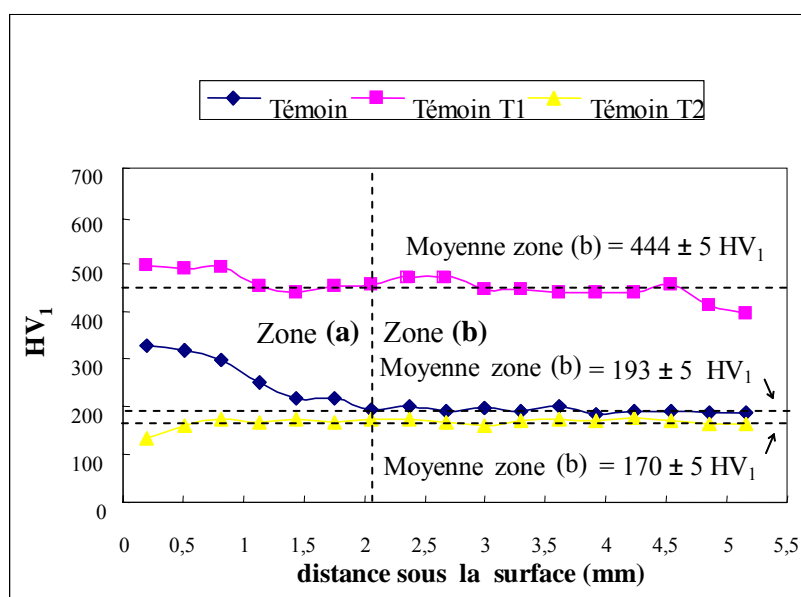 Témoin Témoin T1 Témoin T2
HV1
700
600
500
400
300
200
100
0
Moyenne zone (b) = 444 ± 5 HV1
Zone (a) Zone (b)
Moyenne zone (b) = 193 ± 5 HV1
Moyenne zone (b) = 170 ± 5 HV1
0 0,5 1 1,5 2 2,5 3 3,5 4 4,5 5 5,5
distance sous la surface (mm)